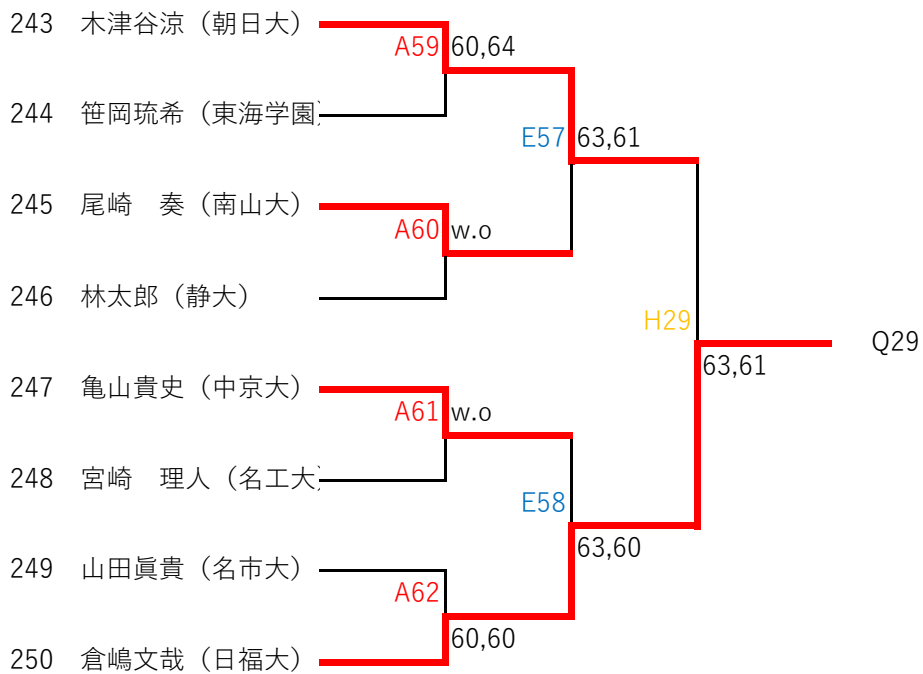 243 木津谷涼（朝日大）
A59 60,64
244 笹岡琉希（東海学園）
E57 63,61
245 尾崎　奏（南山大）
A60 w.o
246 林太郎（静大）
H29
Q29
63,61
247 亀山貴史（中京大）
A61 w.o
248 宮崎　理人（名工大）
E58
63,60
249 山田眞貴（名市大）
A62
60,60
250 倉嶋文哉（日福大）